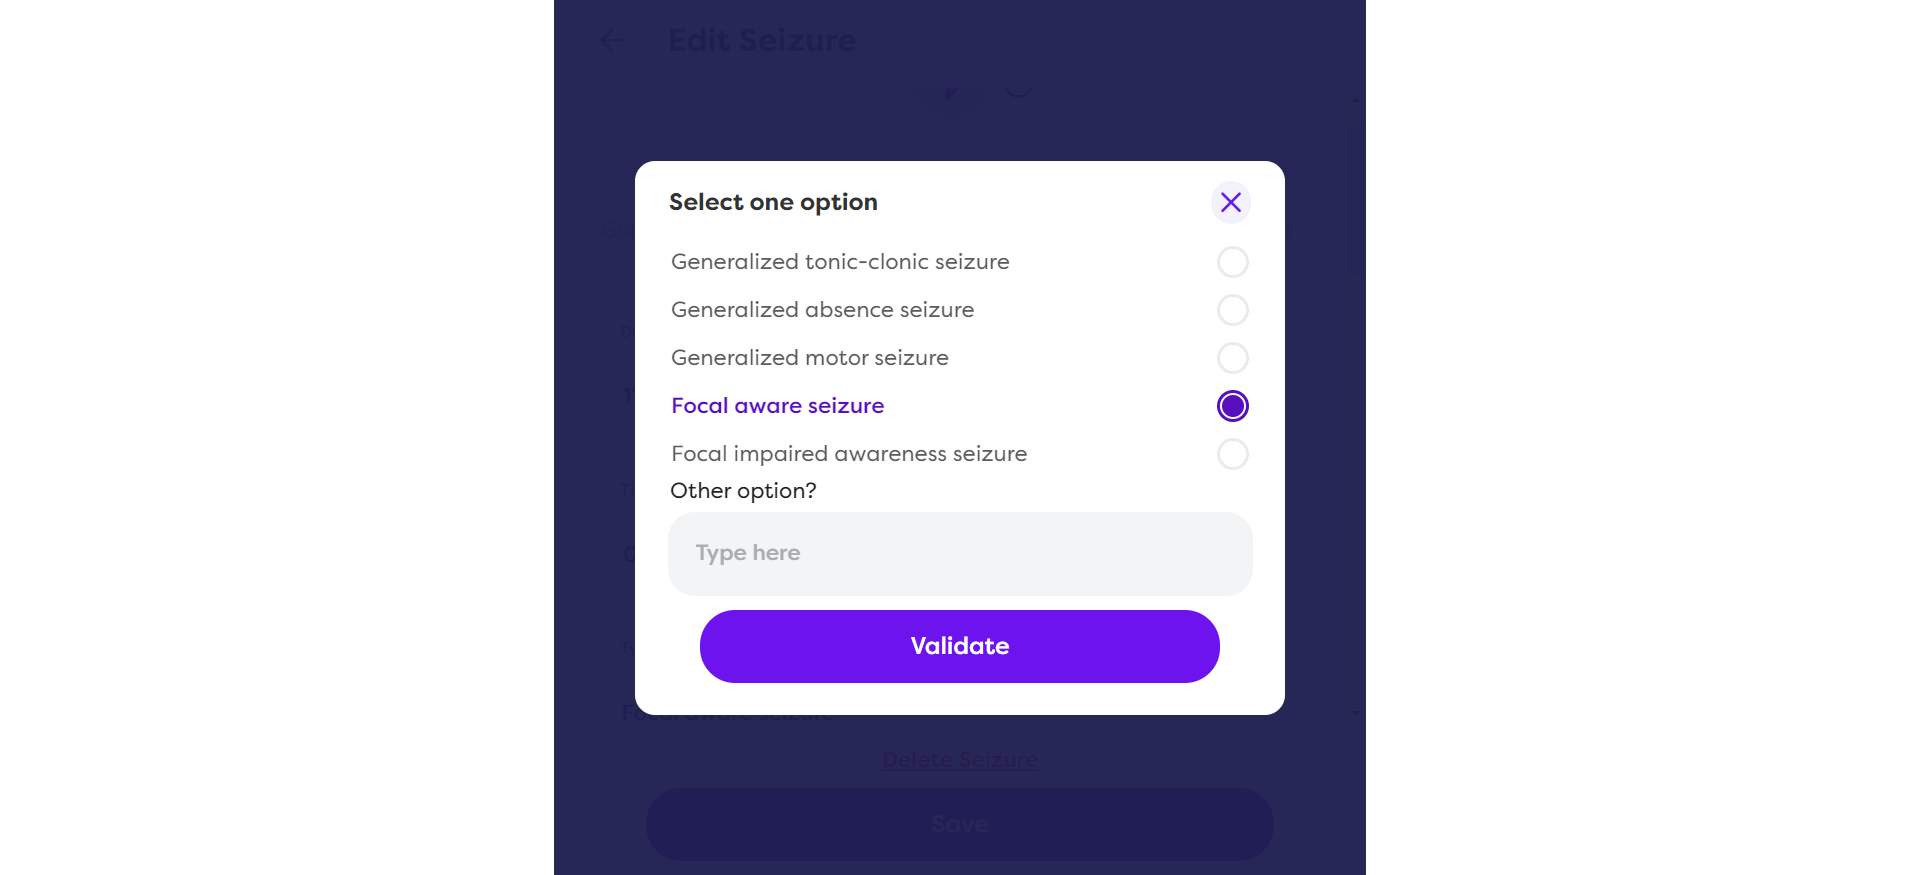 Edit Seizure
Select one option
Generalized tonic-clonic seizure
Generalized absence seizure
Generalized motor seizure
Focal aware seizure
Focal impaired awareness seizure
Other option?
Type here
Validate
Focal aware seizure
Delete Seizure
Save